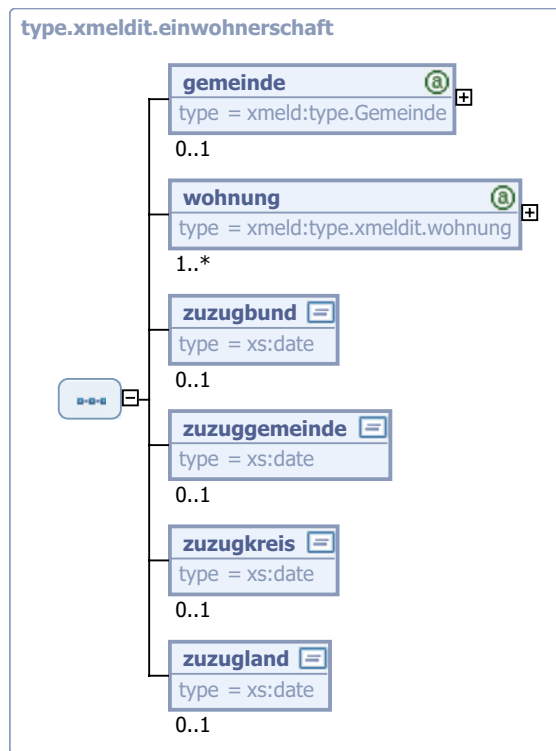 type.xmeldit.einwohnerschaft
gemeinde
type = xmeld:type.Gemeinde
0..1
wohnung
type = xmeld:type.xmeldit.wohnung
1..*
zuzugbund
type = xs:date
0..1
zuzuggemeinde
type = xs:date
0..1
zuzugkreis
type = xs:date
0..1
zuzugland
type = xs:date
0..1